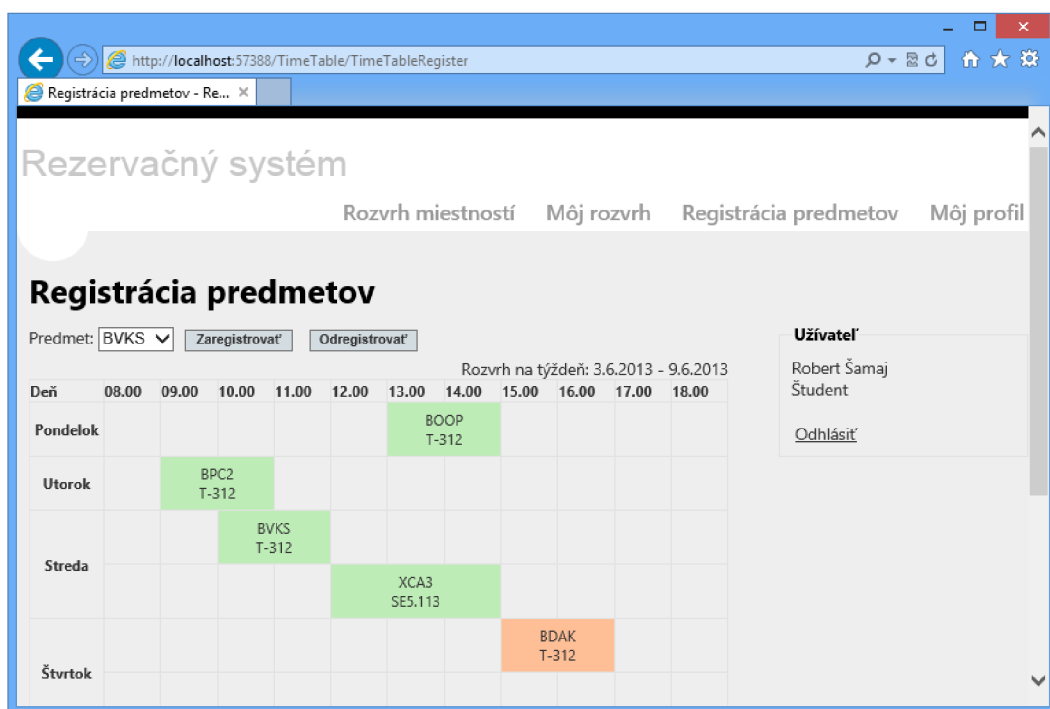 http://localhost:57388/TimeTable/TimeTableRegister
Registrácia predmetov - Re...
Rezervačný systém
Rozvrh miestností Môj rozvrh Registrácia predmetov Môj profil
Registrácia predmetov
Predmet: BVKS Zaregistrovať Odregistrovať
Rozvrh na týždeň: 3.6.2013 - 9.6.2013
Deň 08.00 09.00 10.00 11.00 12.00 13.00 14.00 15.00 16.00 17.00 18.00
Pondelok
BOOP
T-312
Utorok
BPC2
T-312
Streda
BVKS
T-312
XCA3
SE5.113
Štvrtok
BDAK
T-312
Užívateľ
Robert Šamaj
Študent
Odhlásiť